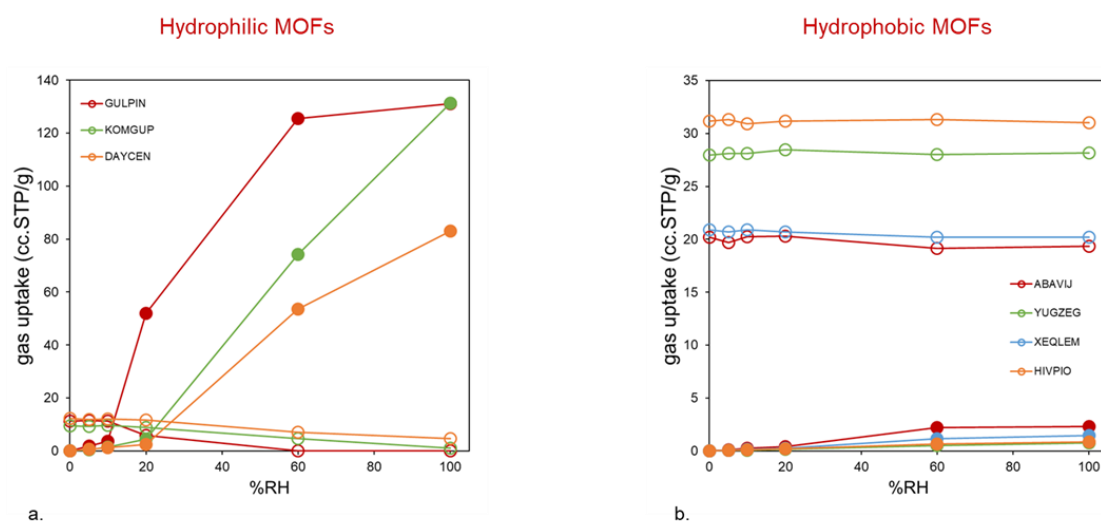 Hydrophilic MOFs
140
120
100
80
60
40
20
0
gas uptake (cc.STP/g)
GULPIN
KOMGUP
DAYCEN
0 20 40 60 80 100
%RH
a.
Hydrophobic MOFs
35
30
25
20
15
10
5
0
gas uptake (cc.STP/g)
ABAVIJ
YUGZEG
XEQLEM
HIVPIO
0 20 40 60 80 100
%RH
b.